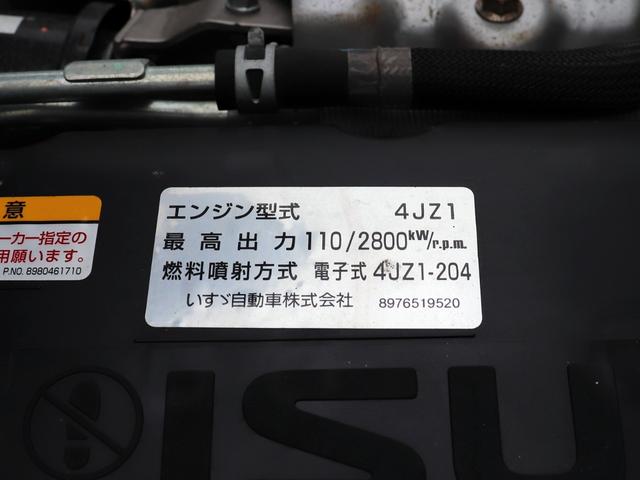 意
ーカー指定の
用願います。
P.NO. 8980461710
エンジン型式 4JZ1
最高出力 110/2800kW/r.p.m.
燃料噴射方式 電子式 4JZ1-204
いすゞ自動車株式会社 8976519520
ISU